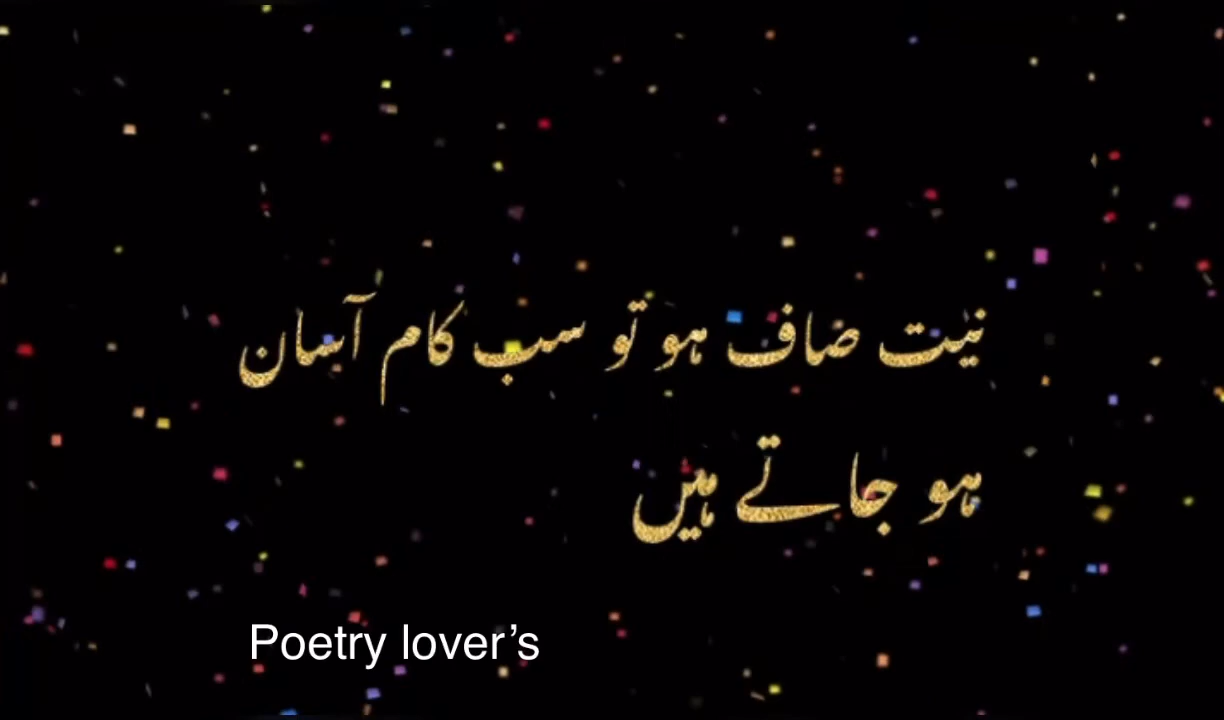 نیت صاف ہو تو سب کام آسان
ہو جاتے ہیں
Poetry lover’s